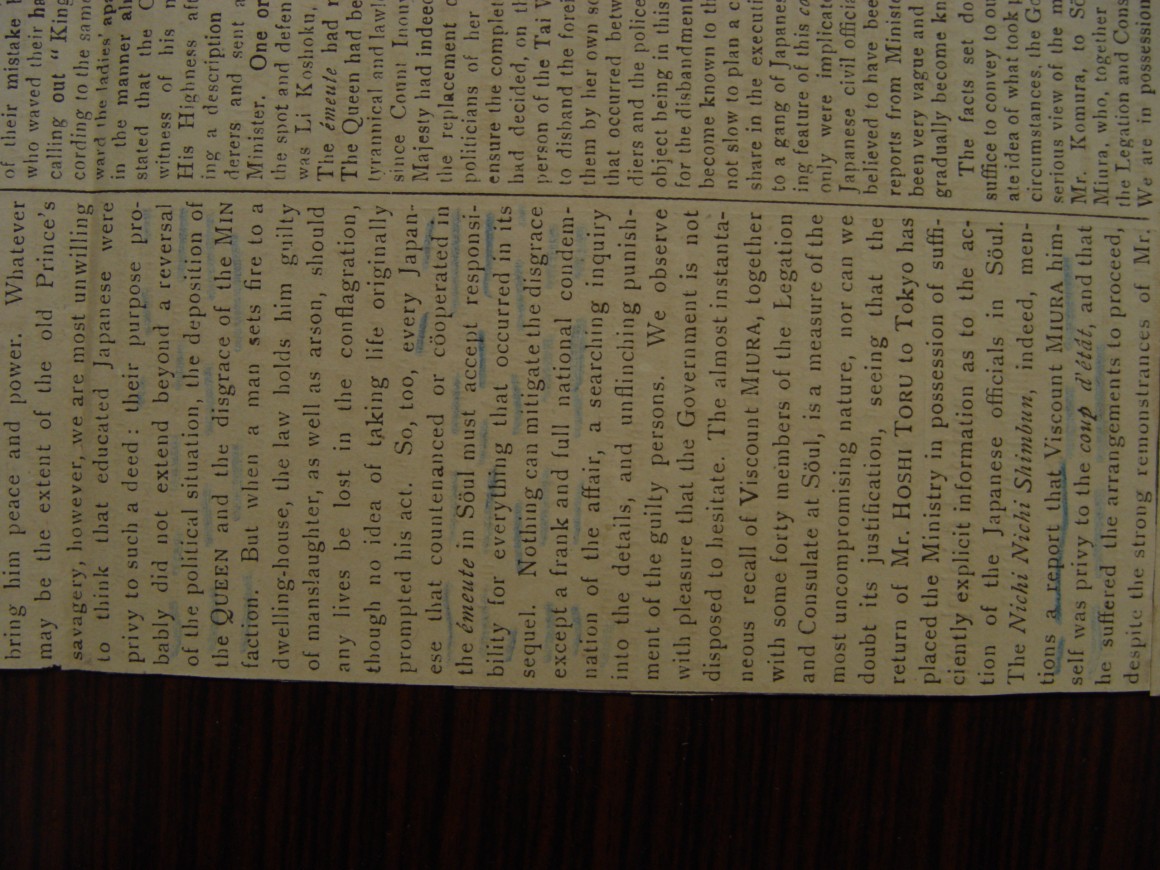 bring him peace and power. Whatever
may be the extent of the old Prince's
savagery, however, we are most unwilling
to think that educated Japanese were
privy to such a deed: their purpose pro-
bably did not extend beyond a reversal
of the political situation, the deposition of
the QUEEN and the disgrace of the MIN
faction. But when a man sets fire to a
dwelling-house, the law holds him guilty
of manslaughter, as well as arson, should
any lives be lost in the conflagration,
though no idea of taking life originally
prompted his act. So, too, every Japan-
ese that countenanced or coöperated in
the émeute in Söul must accept responsi-
bility for everything that occurred in its
sequel. Nothing can mitigate the disgrace
except a frank and full national condem-
nation of the affair, a searching inquiry
into the details, and unflinching punish-
ment of the guilty persons. We observe
with pleasure that the Government is not
disposed to hesitate. The almost instanta-
neous recall of Viscount MIURA, together
with some forty members of the Legation
and Consulate at Söul, is a measure of the
most uncompromising nature, nor can we
doubt its justification, seeing that the
return of Mr. HOSHI TORU to Tokyo has
placed the Ministry in possession of suffi-
ciently explicit information as to the ac-
tion of the Japanese officials in Söul.
The Nichi Nichi Shimbun, indeed, men-
tions a report that Viscount MIURA him-
self was privy to the coup d'étât, and that
he suffered the arrangements to proceed,
despite the strong remonstrances of Mr.
of their mistake
who waved their ha
calling out "King
cording to the same
ward the ladies' apa
in the manner alr
stated that the C
witness of his
His Highness aft
ing a description
derers and sent a
Minister. One or
the spot and defen
was Li Koshoku,
The émeute had
The Queen had be
tyrannical and lawl
since Count Inou
Majesty had indeed
the replacement o
politicians of her
ensure the complet
had decided, on th
person of the Tai W
to disband the forei
them by her own so
that occurred betw
diers and the police
object being in this
for the disbandment
become known to th
not slow to plan a c
share in the executi
to a gang of Japanes
ing feature of this co
only were implicate
Japanese civil officia
believed to have bee
reports from Ministe
been very vague and
gradually become kn
The facts set do
suffice to convey to ou
ate idea of what took p
circumstances, the Go
serious view of the m
Mr. Komura, to Sö
Miura, who, together
the Legation and Cons
We are in possession